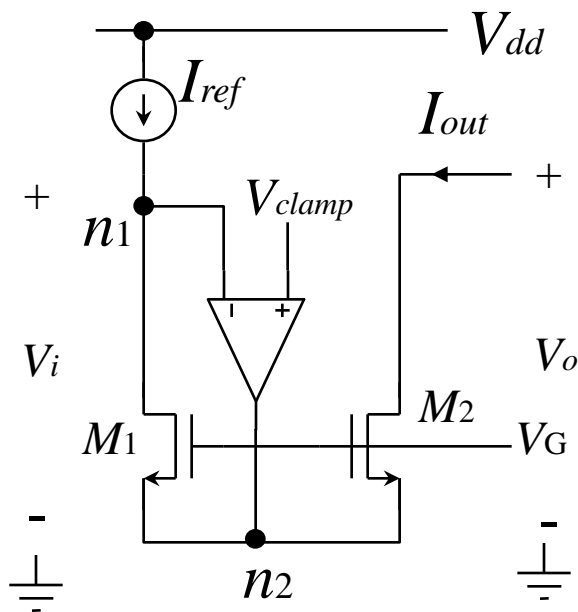 Vdd
Iref
Iout
+
+
n1
Vclamp
- +
Vi
Vo
M1
M2
VG
-
-
n2